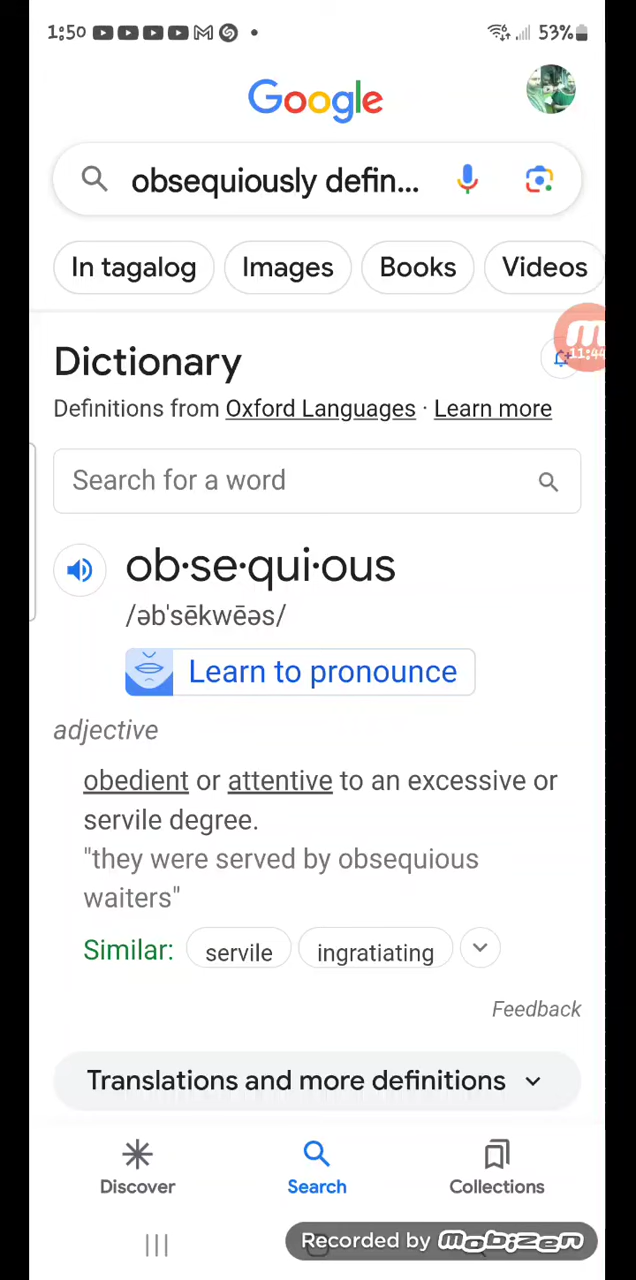 1:50 53%
Google
obsequiously defin...
In tagalog Images Books Videos
11:44
Dictionary
Definitions from Oxford Languages · Learn more
Search for a word
ob·se·qui·ous
/əbˈsēkwēəs/
Learn to pronounce
adjective
obedient or attentive to an excessive or
servile degree.
"they were served by obsequious
waiters"
Similar: servile ingratiating
Feedback
Translations and more definitions
Discover Search Collections
Recorded by mobizen